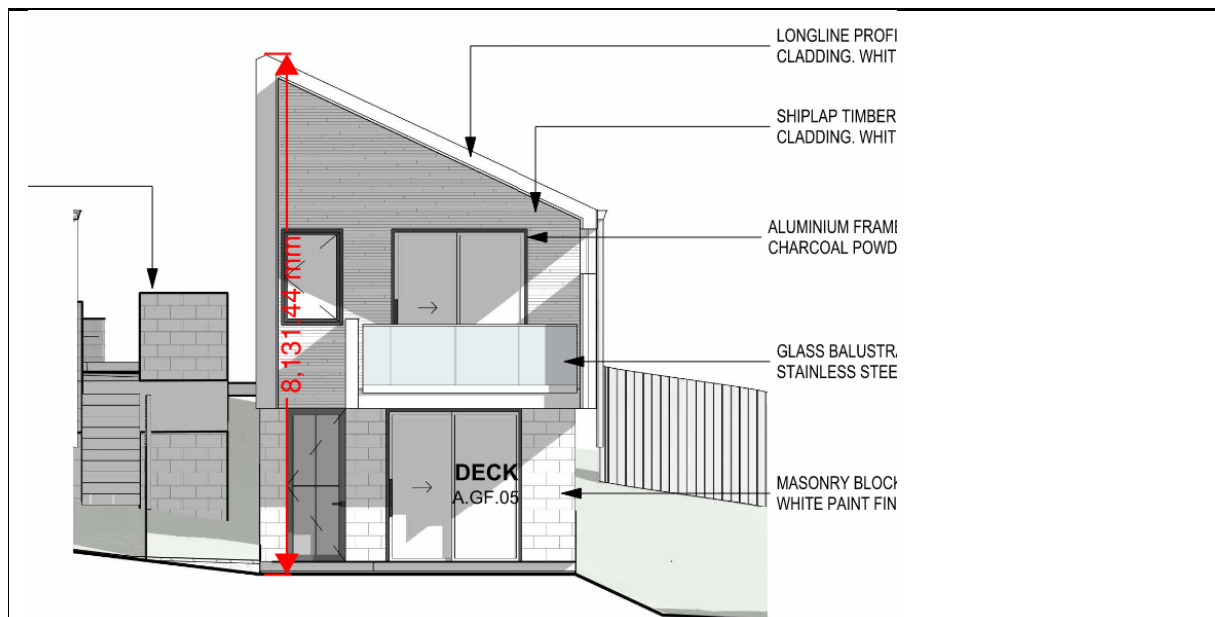 LONGLINE PROFI
CLADDING. WHIT
SHIPLAP TIMBER
CLADDING. WHIT
ALUMINIUM FRAME
CHARCOAL POWD
8,131.44 mm
GLASS BALUSTRA
STAINLESS STEE
DECK
A.GF.05
MASONRY BLOCK
WHITE PAINT FIN